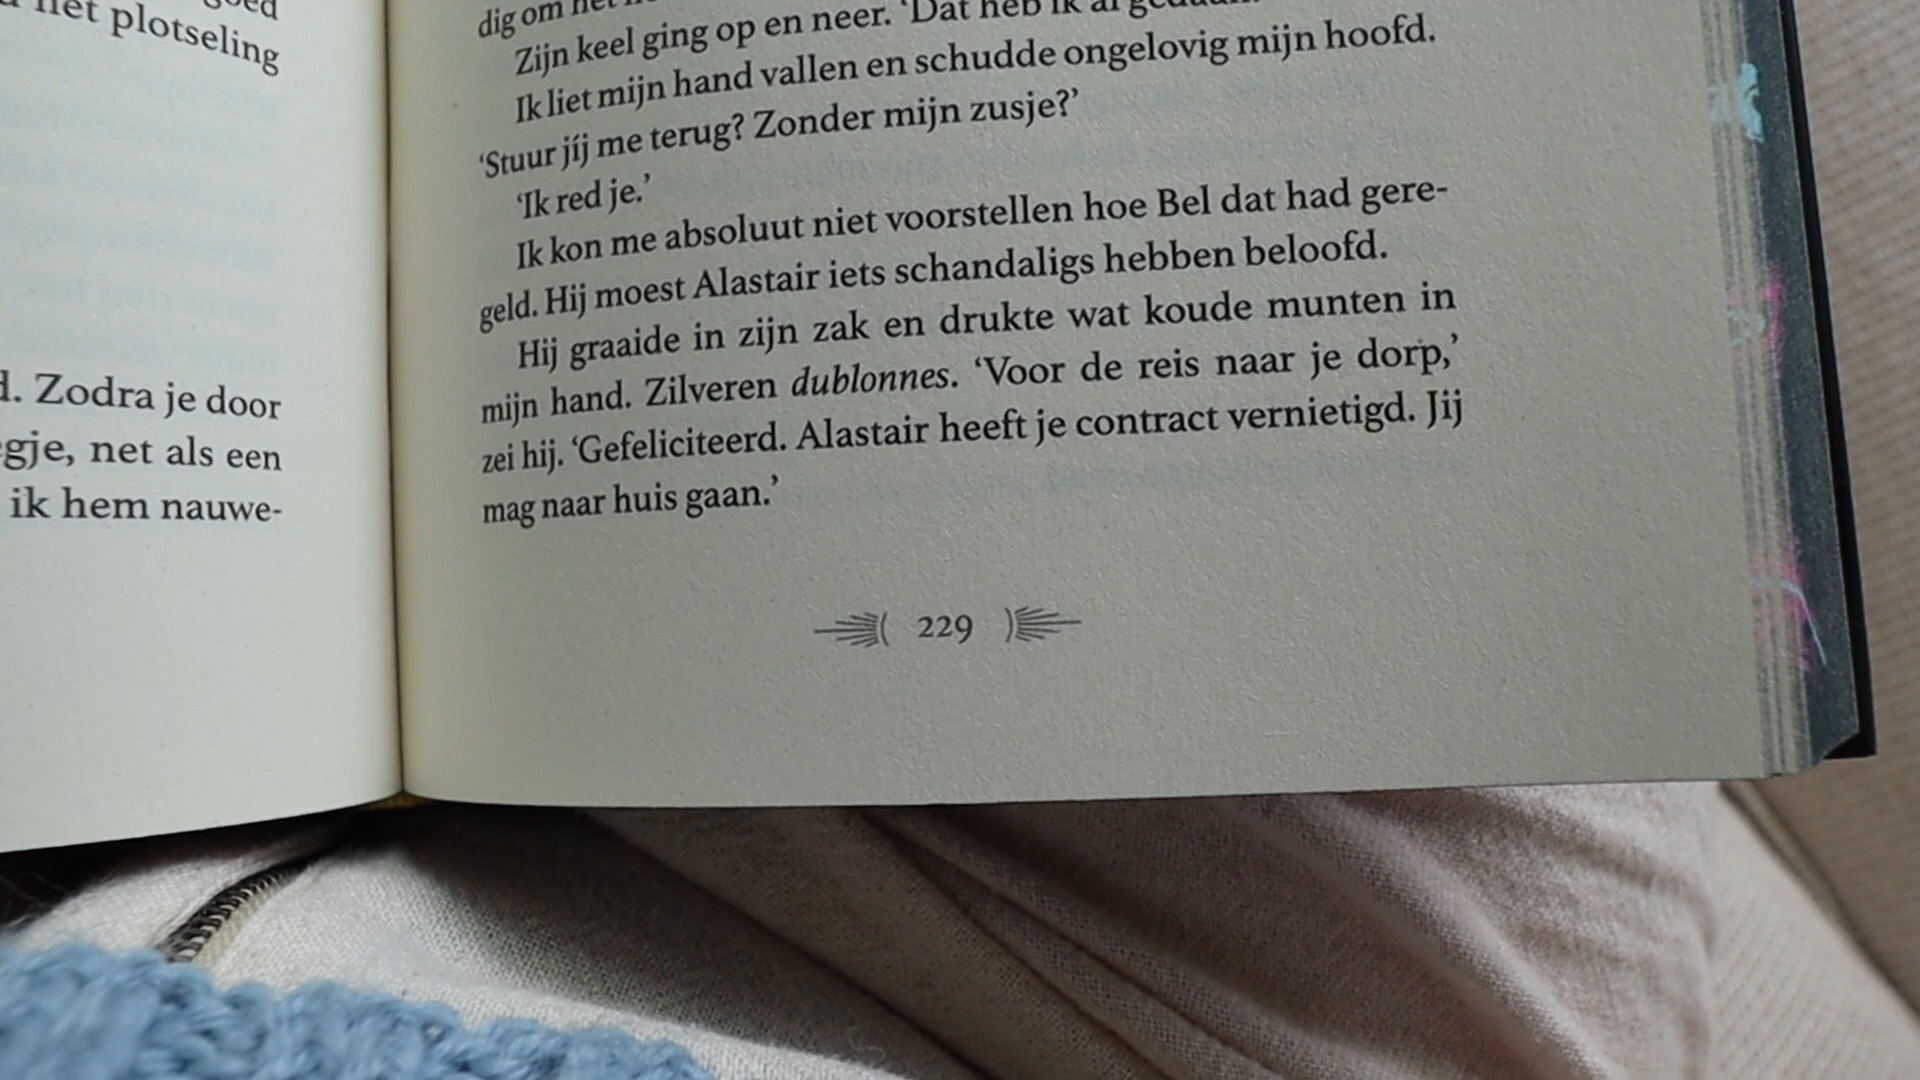 goed
het plotseling
d. Zodra je door
egje, net als een
ik hem nauwe-
dig om het
Zijn keel ging op en neer. ‘Dat heb ik al gedaan.
Ik liet mijn hand vallen en schudde ongelovig mijn hoofd.
‘Stuur jíj me terug? Zonder mijn zusje?’
‘Ik red je.’
Ik kon me absoluut niet voorstellen hoe Bel dat had gere-
geld. Hij moest Alastair iets schandaligs hebben beloofd.
Hij graaide in zijn zak en drukte wat koude munten in
mijn hand. Zilveren dublonnes. ‘Voor de reis naar je dorp,’
zei hij. ‘Gefeliciteerd. Alastair heeft je contract vernietigd. Jij
mag naar huis gaan.’
229